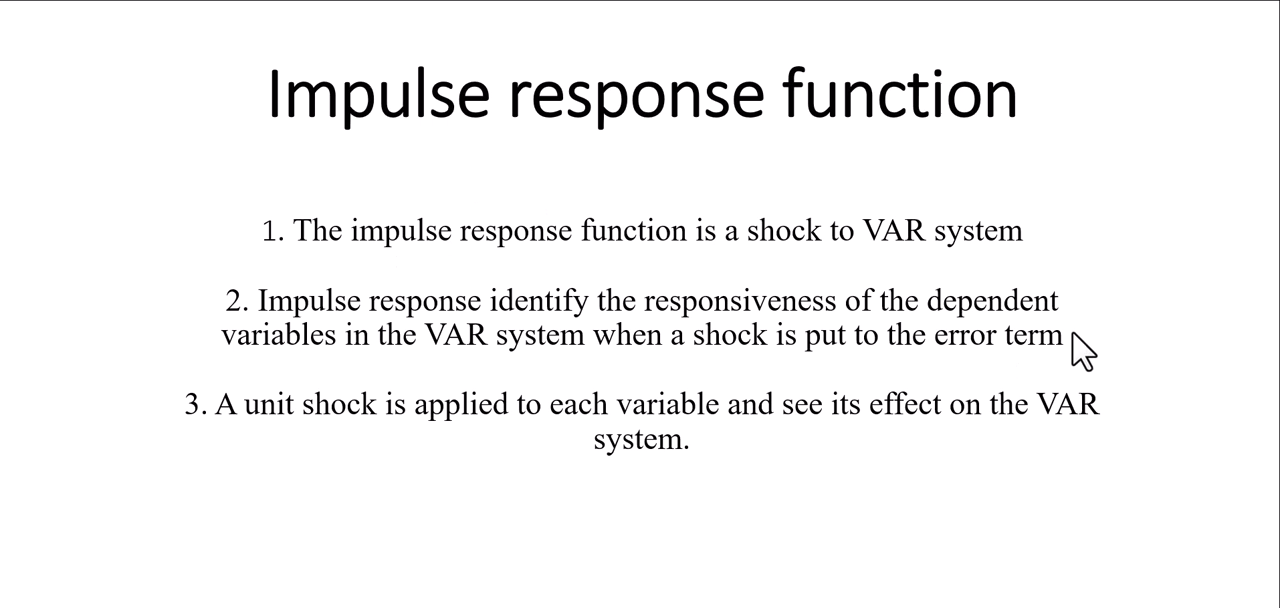 Impulse response function
1. The impulse response function is a shock to VAR system
2. Impulse response identify the responsiveness of the dependent
variables in the VAR system when a shock is put to the error term
3. A unit shock is applied to each variable and see its effect on the VAR
system.